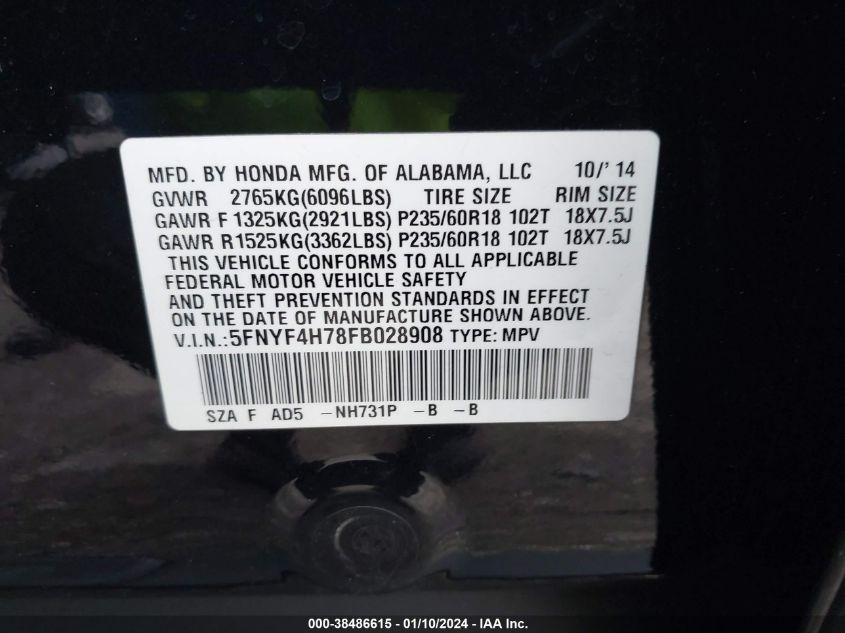 MFD. BY HONDA MFG. OF ALABAMA, LLC 10/' 14
GVWR 2765KG(6096LBS) TIRE SIZE RIM SIZE
GAWR F 1325KG(2921LBS) P235/60R18 102T 18X7.5J
GAWR R1525KG(3362LBS) P235/60R18 102T 18X7.5J
THIS VEHICLE CONFORMS TO ALL APPLICABLE
FEDERAL MOTOR VEHICLE SAFETY
AND THEFT PREVENTION STANDARDS IN EFFECT
ON THE DATE OF MANUFACTURE SHOWN ABOVE.
V.I.N.:5FNYF4H78FB028908 TYPE: MPV
SZA F AD5 -NH731P -B -B
000-38486615 - 01/10/2024 - IAA Inc.